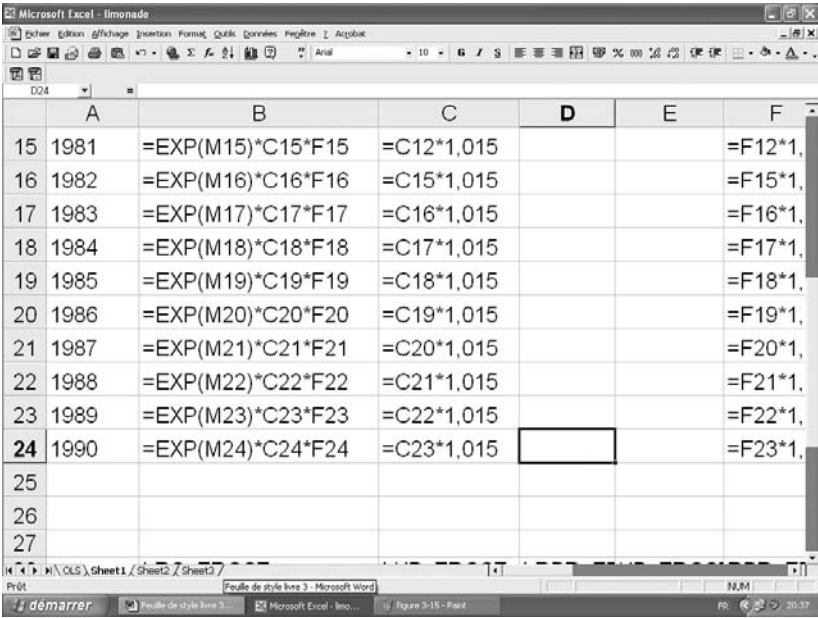 Microsoft Excel - limonade
Fichier Edition Affichage Insertion Format Outils Données Fenêtre ? Acrobat
Arial 10 G I S
D24 =
A B C D E F
15 1981 =EXP(M15)*C15*F15 =C12*1,015 =F12*1,
16 1982 =EXP(M16)*C16*F16 =C15*1,015 =F15*1,
17 1983 =EXP(M17)*C17*F17 =C16*1,015 =F16*1,
18 1984 =EXP(M18)*C18*F18 =C17*1,015 =F17*1,
19 1985 =EXP(M19)*C19*F19 =C18*1,015 =F18*1,
20 1986 =EXP(M20)*C20*F20 =C19*1,015 =F19*1,
21 1987 =EXP(M21)*C21*F21 =C20*1,015 =F20*1,
22 1988 =EXP(M22)*C22*F22 =C21*1,015 =F21*1,
23 1989 =EXP(M23)*C23*F23 =C22*1,015 =F22*1,
24 1990 =EXP(M24)*C24*F24 =C23*1,015 =F23*1,
25
26
27
OLS Sheet1 Sheet2 Sheet3
Prêt Feuille de style livre 3 - Microsoft Word NUM
démarrer Feuille de style livre 3... Microsoft Excel - limo... Figure 3-15 - Paint FR 20:37